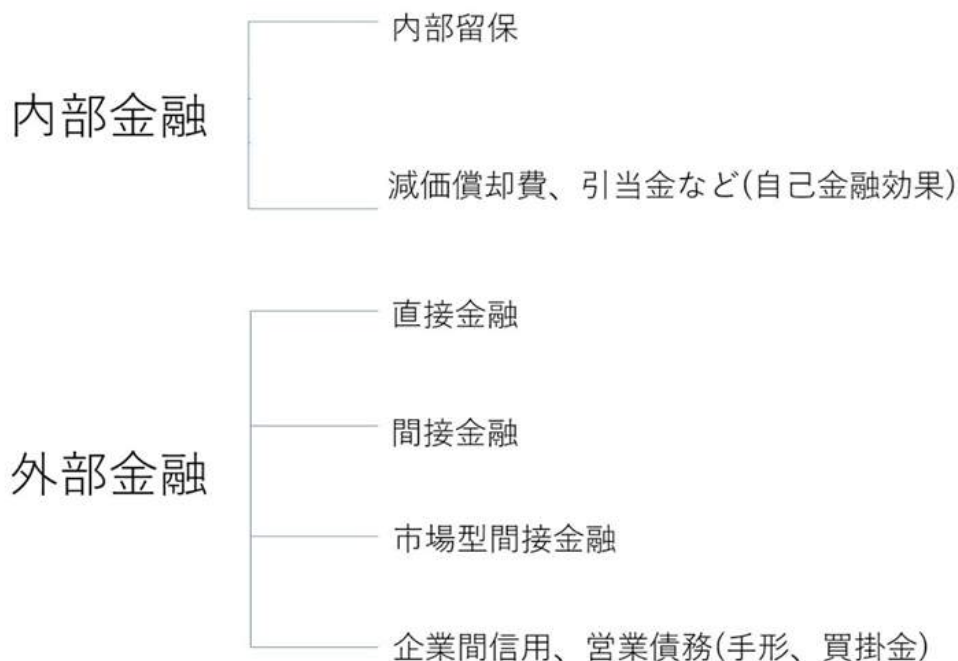 内部金融
内部留保
減価償却費、引当金など(自己金融効果)
外部金融
直接金融
間接金融
市場型間接金融
企業間信用、営業債務(手形、買掛金)